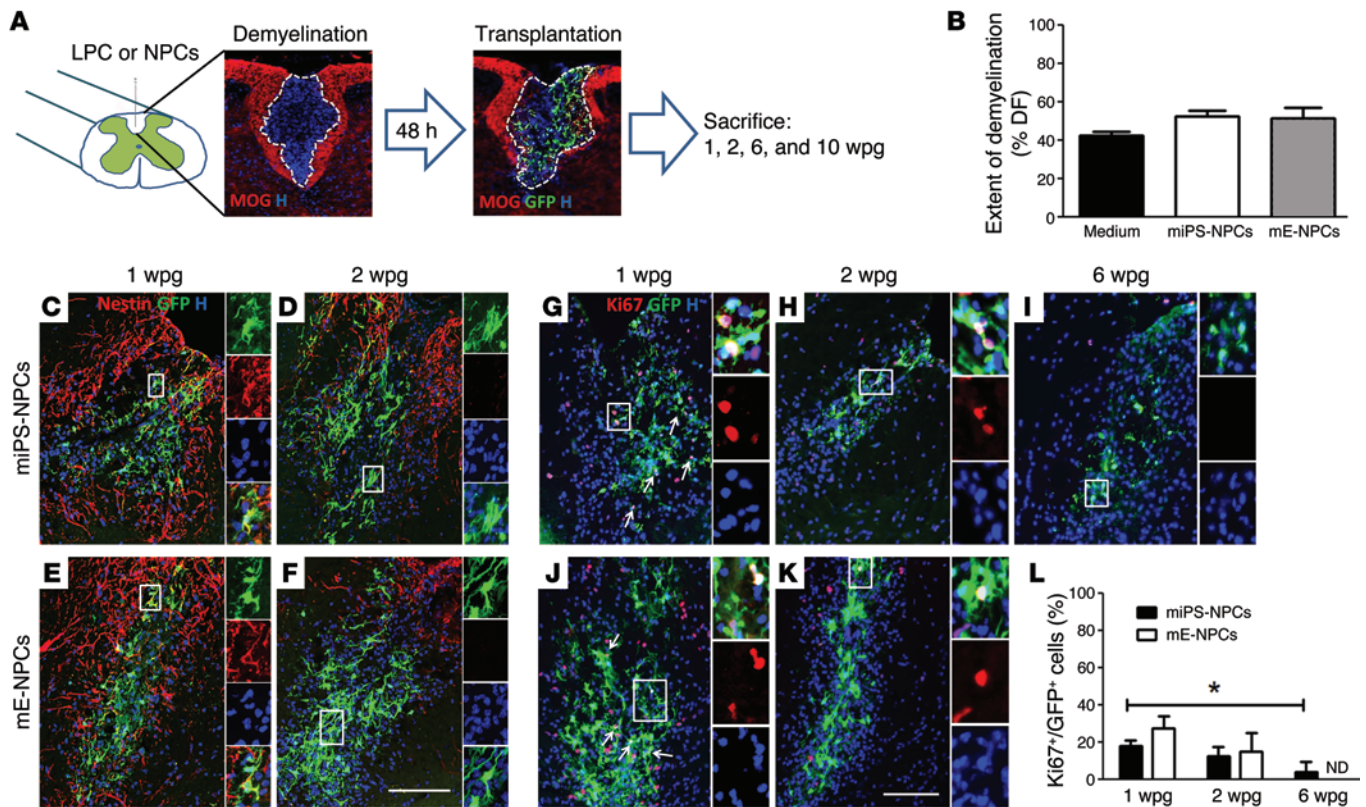 A
LPC or NPCs
Demyelination
MOG H
48 h
Transplantation
MOG GFP H
Sacrifice:
1, 2, 6, and 10 wpg
B
Extent of demyelination
(% DF)
100
80
60
40
20
0
Medium
miPS-NPCs
mE-NPCs
1 wpg
2 wpg
1 wpg
2 wpg
6 wpg
miPS-NPCs
C
Nestin GFP H
D
G
Ki67 GFP H
H
I
mE-NPCs
E
F
J
K
L
Ki67+/GFP+ cells (%)
100
80
60
40
20
0
miPS-NPCs
mE-NPCs
*
ND
1 wpg
2 wpg
6 wpg